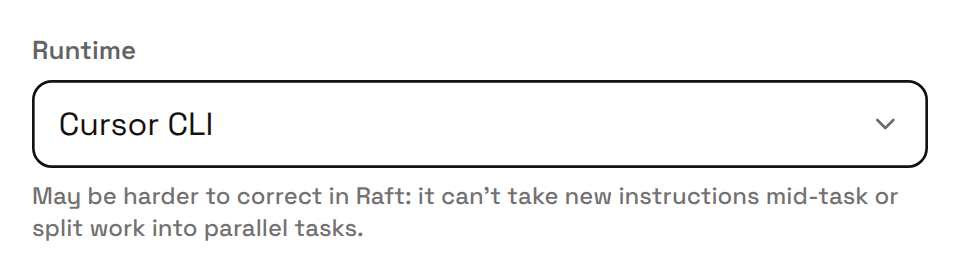 Runtime
Cursor CLI
May be harder to correct in Raft: it can't take new instructions mid-task or
split work into parallel tasks.